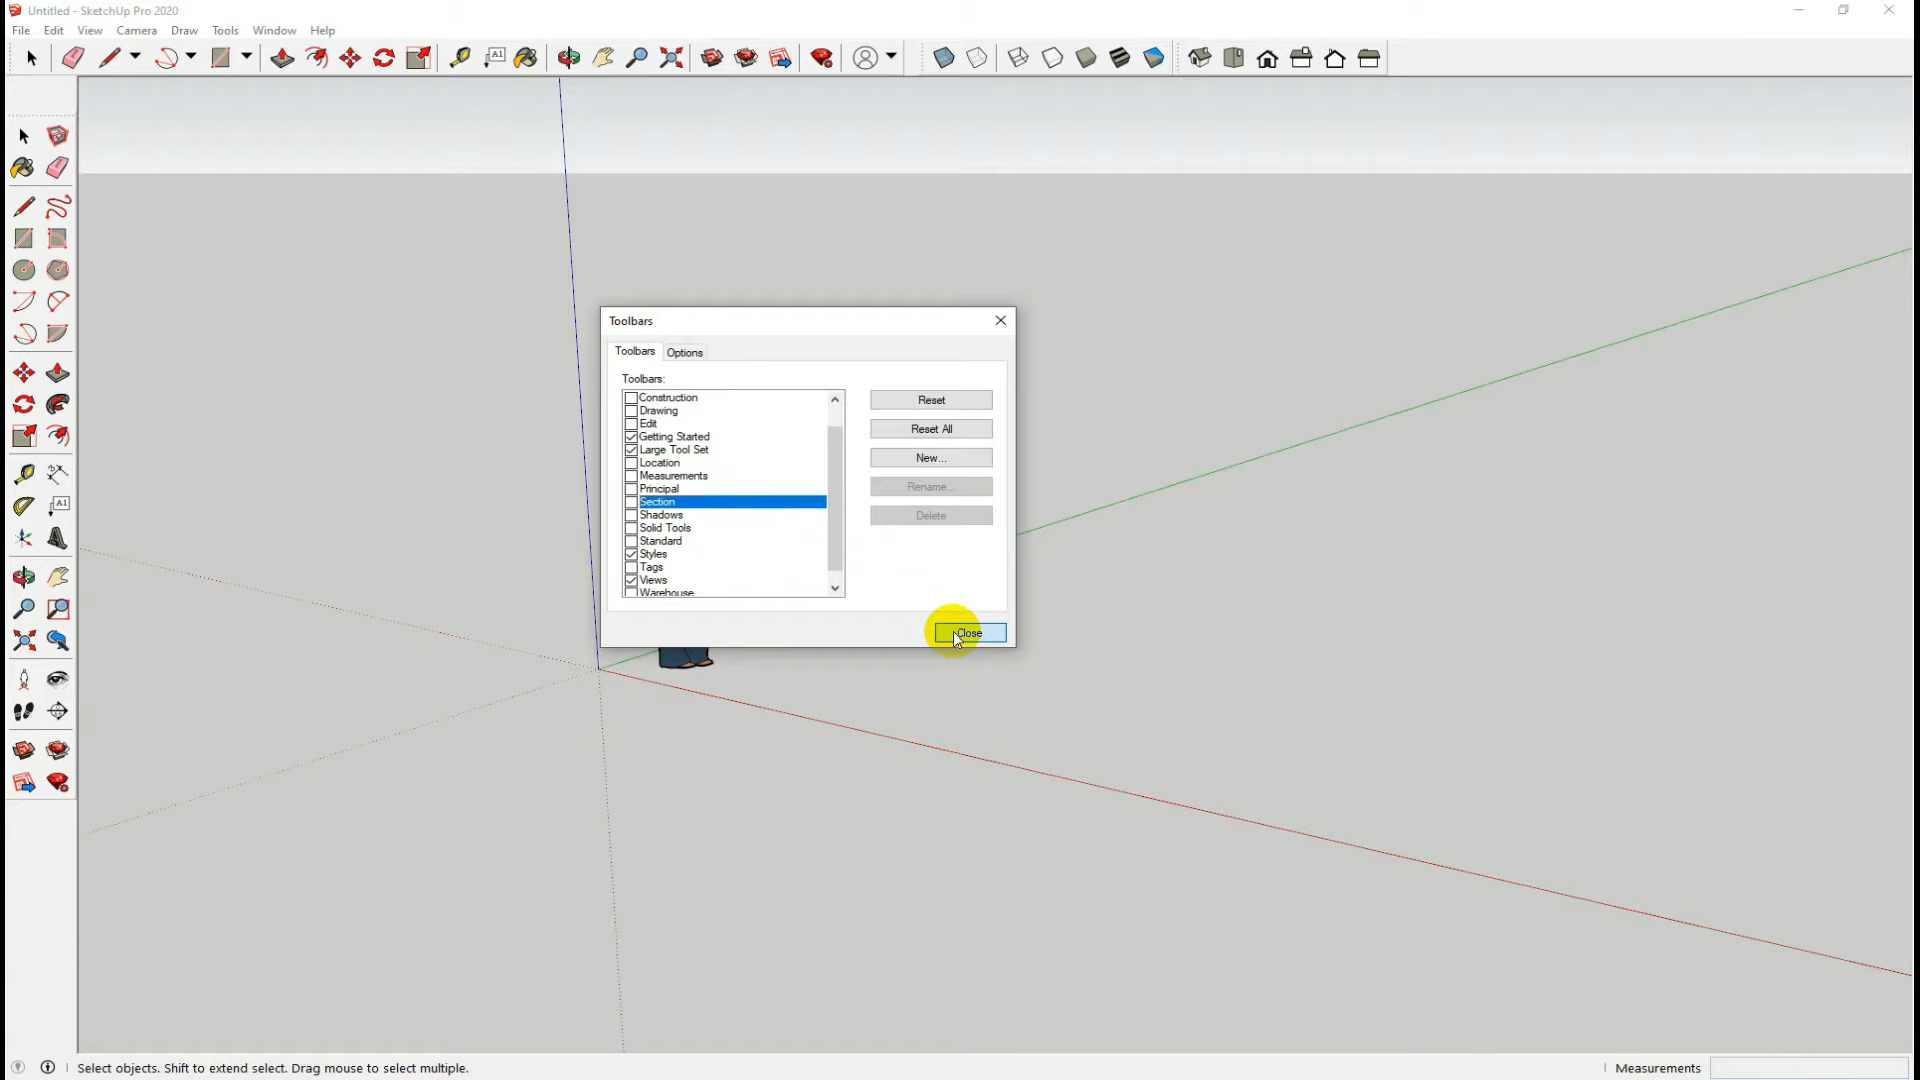 Untitled - SketchUp Pro 2020
File Edit View Camera Draw Tools Window Help
A1
A1
Toolbars
Toolbars Options
Toolbars:
Construction
Drawing
Edit
Getting Started
Large Tool Set
Location
Measurements
Principal
Section
Shadows
Solid Tools
Standard
Styles
Tags
Views
Warehouse
Reset
Reset All
New...
Rename...
Delete
Close
Select objects. Shift to extend select. Drag mouse to select multiple.
Measurements